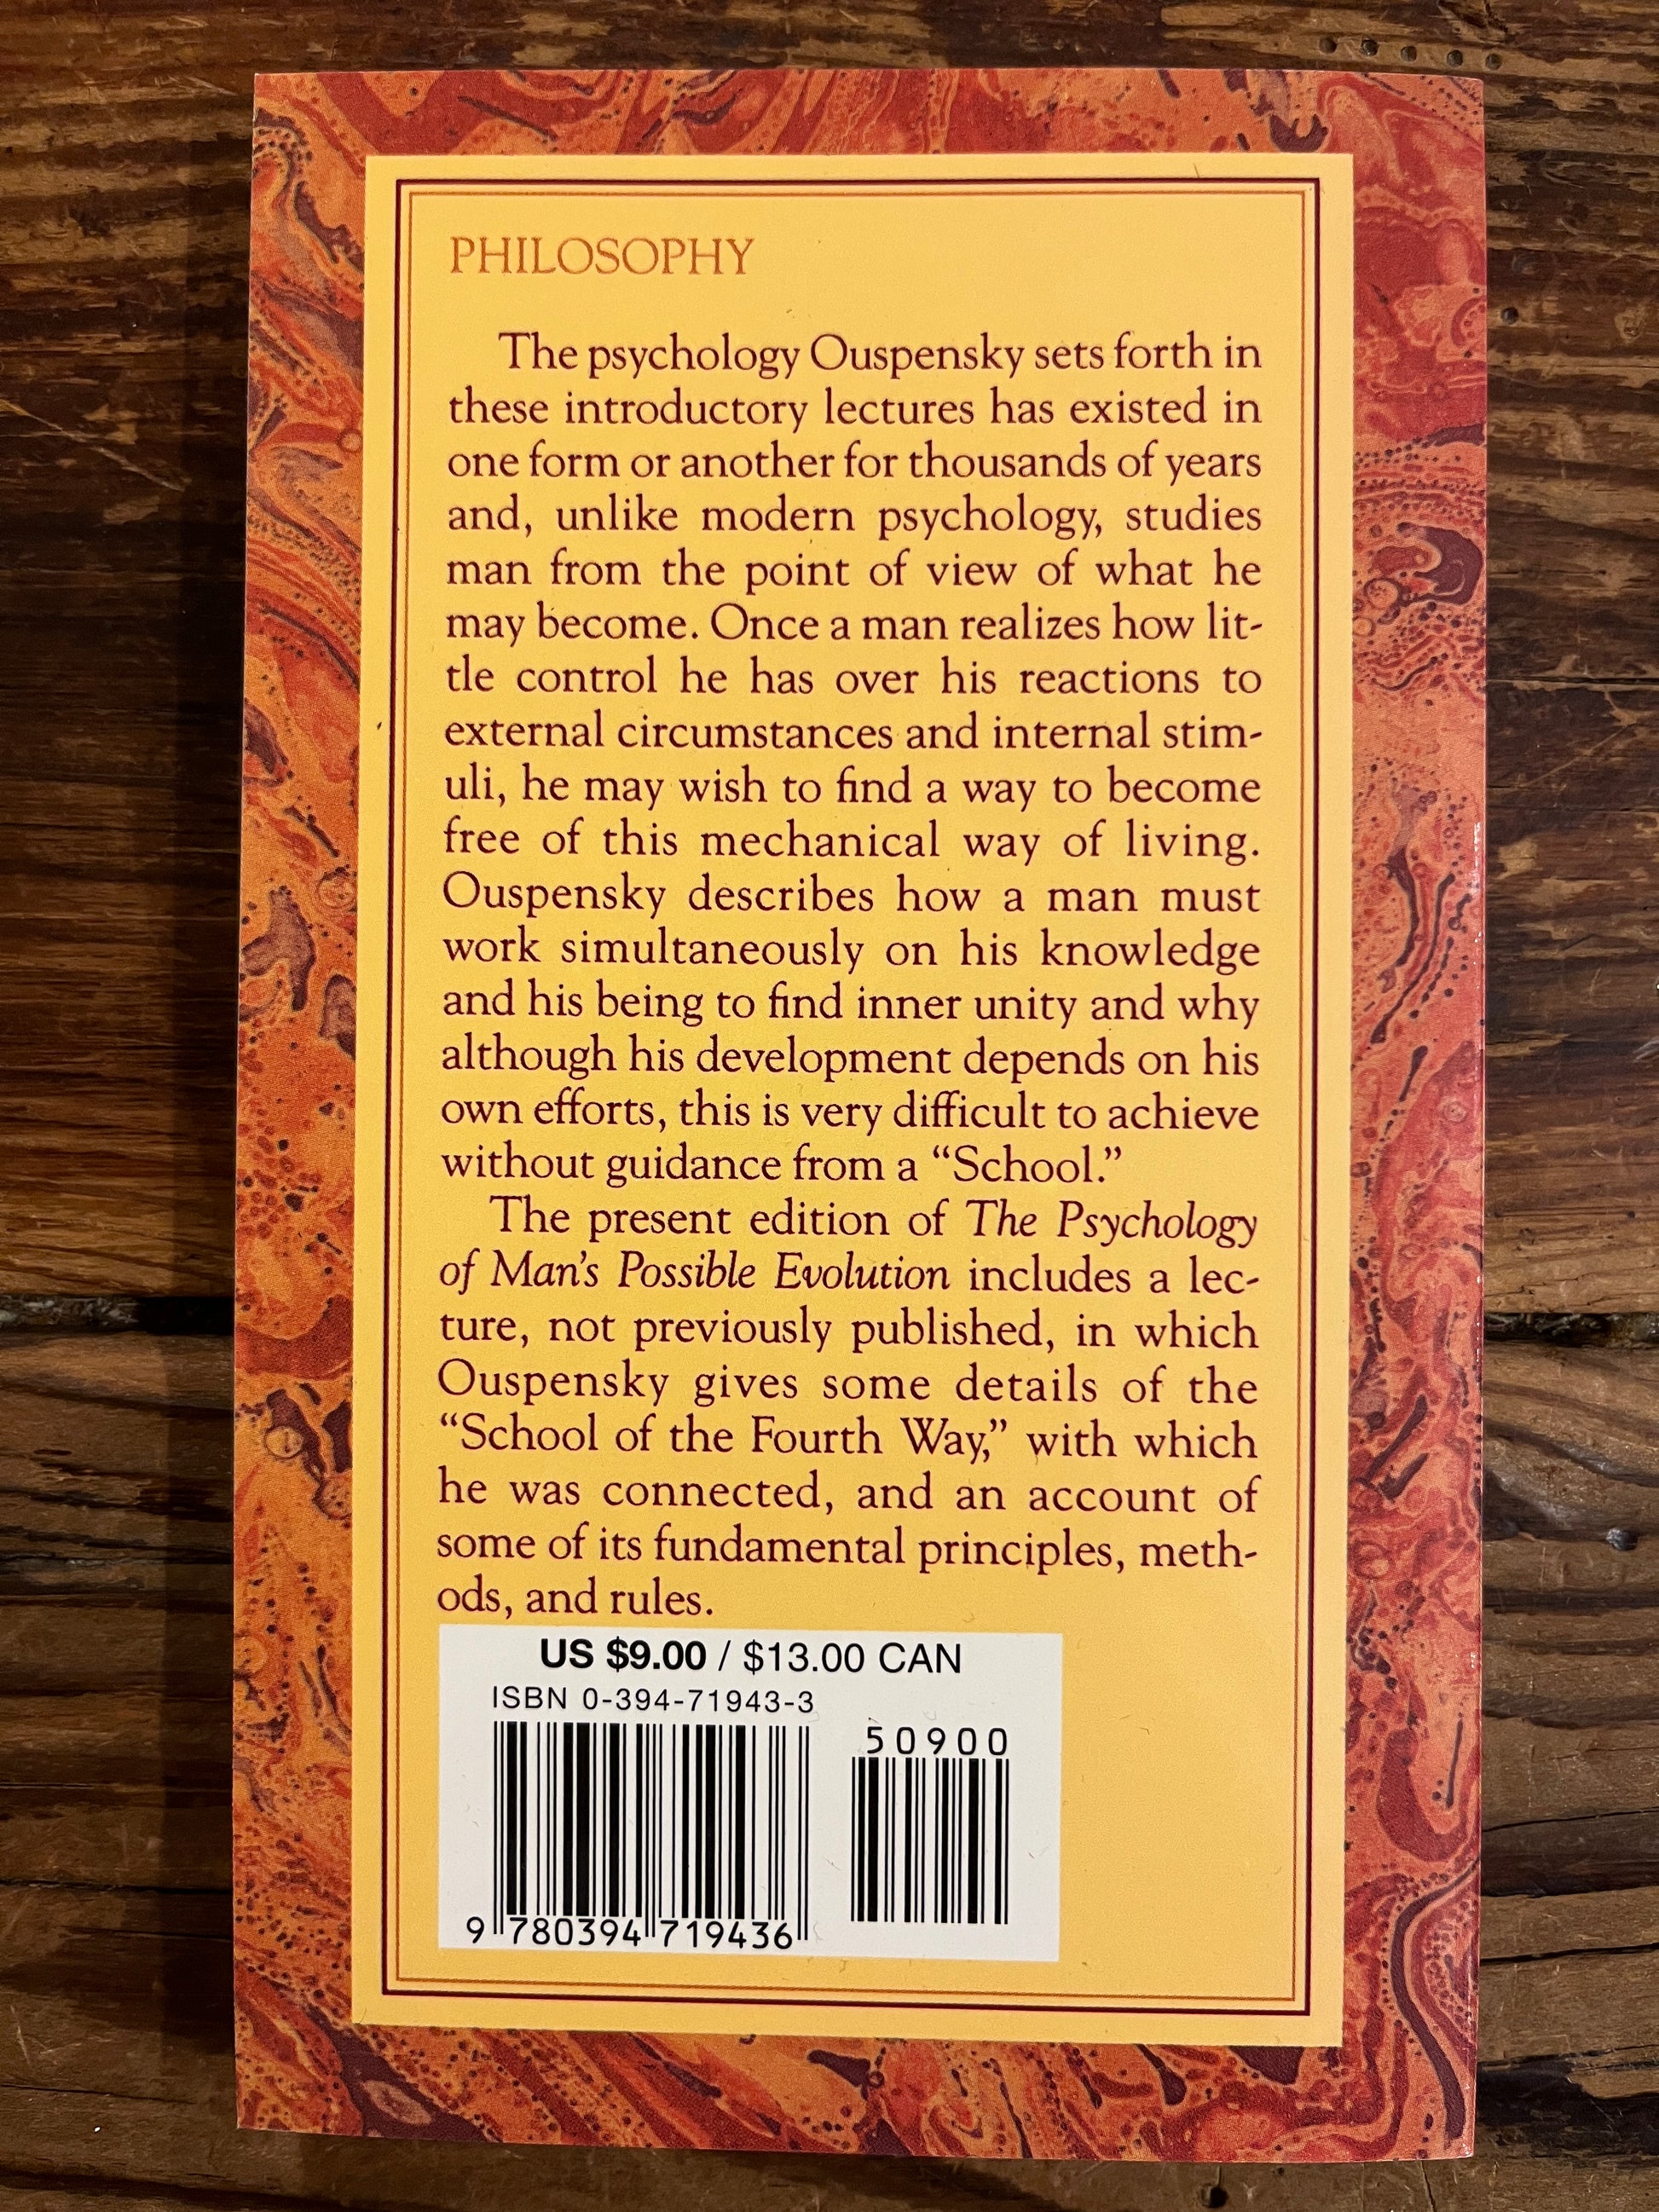 PHILOSOPHY
The psychology Ouspensky sets forth in
these introductory lectures has existed in
one form or another for thousands of years
and, unlike modern psychology, studies
man from the point of view of what he
may become. Once a man realizes how lit-
tle control he has over his reactions to
external circumstances and internal stim-
uli, he may wish to find a way to become
free of this mechanical way of living.
Ouspensky describes how a man must
work simultaneously on his knowledge
and his being to find inner unity and why
although his development depends on his
own efforts, this is very difficult to achieve
without guidance from a “School.”
The present edition of The Psychology
of Man’s Possible Evolution includes a lec-
ture, not previously published, in which
Ouspensky gives some details of the
“School of the Fourth Way,” with which
he was connected, and an account of
some of its fundamental principles, meth-
ods, and rules.
US $9.00 / $13.00 CAN
ISBN 0-394-71943-3
50900
9 780394 719436